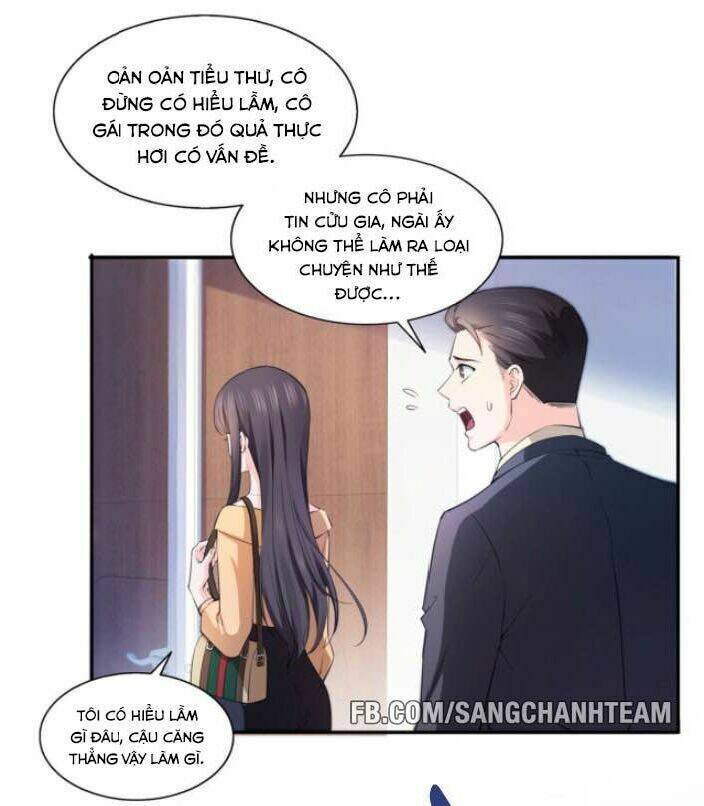 OẢN OẢN TIỂU THƯ, CÔ
ĐỪNG CÓ HIỂU LẦM, CÔ
GÁI TRONG ĐÓ QUẢ THỰC
HƠI CÓ VẤN ĐỀ.
NHƯNG CÔ PHẢI
TIN CỬU GIA, NGÀI ẤY
KHÔNG THỂ LÀM RA LOẠI
CHUYỆN NHƯ THẾ
ĐƯỢC...
TÔI CÓ HIỂU LẦM
GÌ ĐÂU, CẬU CĂNG
THẲNG VẬY LÀM GÌ.
FB.COM/SANGCHANHTEAM